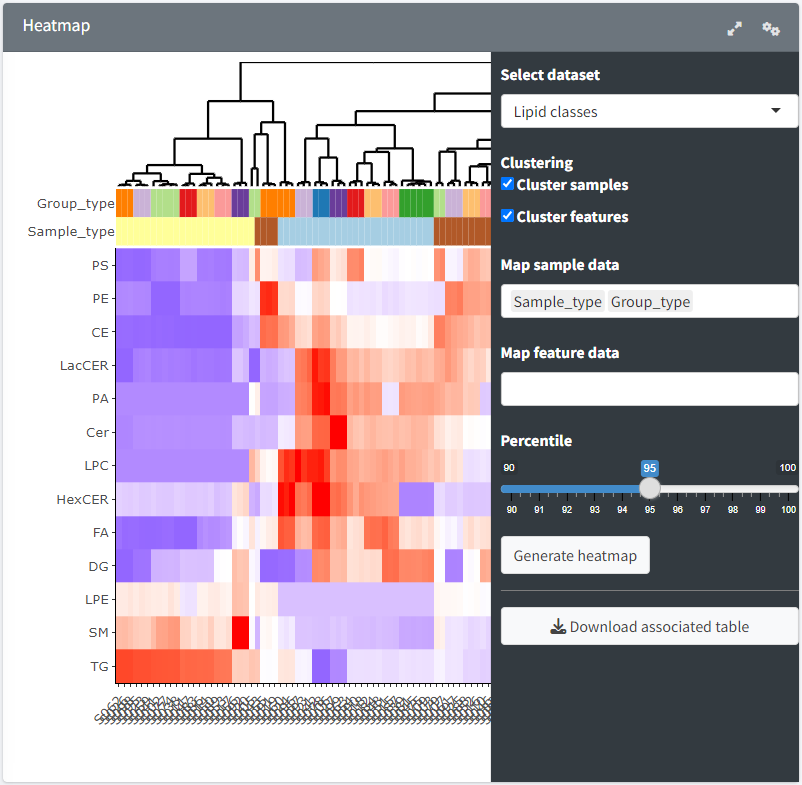 Heatmap
Select dataset
Lipid classes
Clustering
Cluster samples
Cluster features
Map sample data
Sample_type Group_type
Map feature data
Percentile
90 95 100
90 91 92 93 94 95 96 97 98 99 100
Generate heatmap
Download associated table
Group_type
Sample_type
PS
PE
CE
LacCER
PA
Cer
LPC
HexCER
FA
DG
LPE
SM
TG